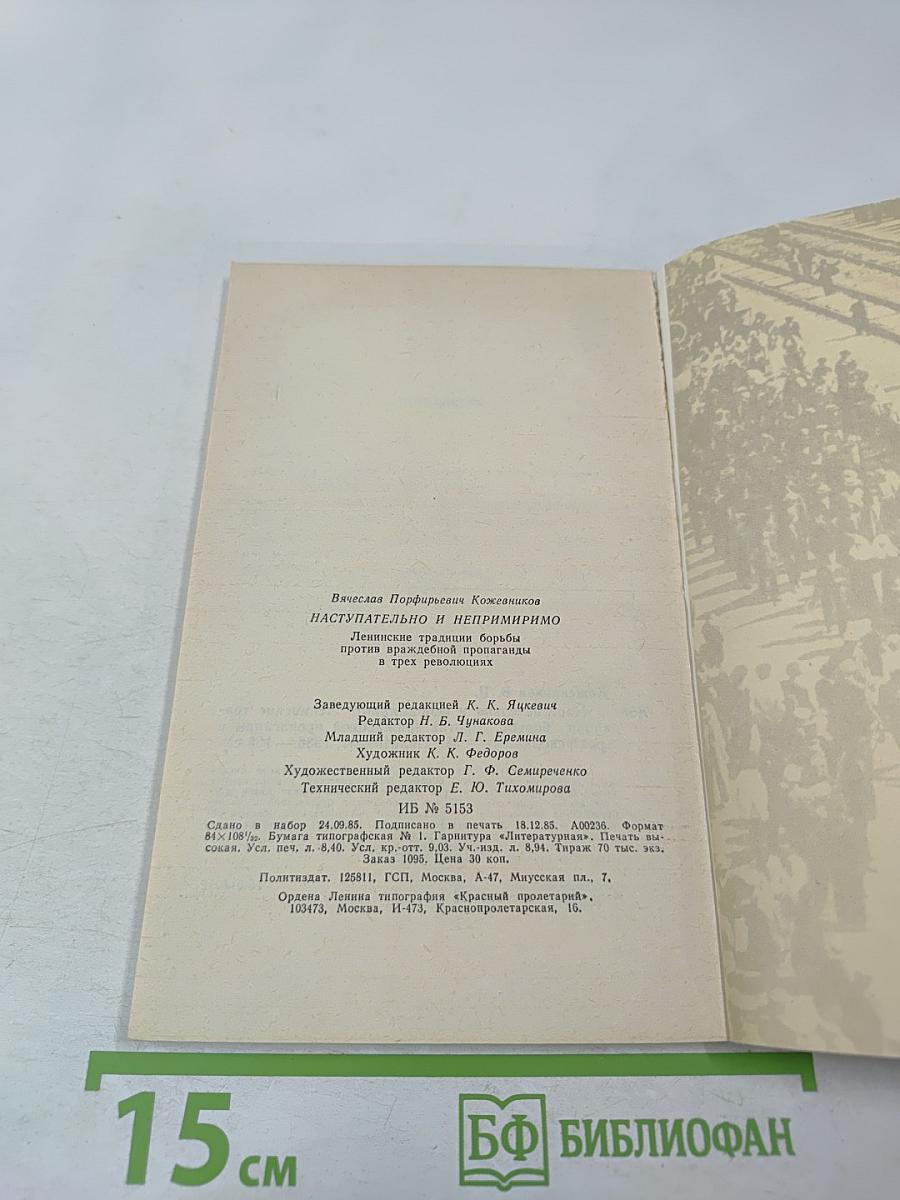 Вячеслав Порфирьевич Кожевников
НАСТУПАТЕЛЬНО И НЕПРИМИРИМО
Ленинские традиции борьбы
против враждебной пропаганды
в трех революциях
Заведующий редакцией К. К. Яцкевич
Редактор Н. Б. Чунакова
Младший редактор Л. Г. Еремина
Художник К. К. Федоров
Художественный редактор Г. Ф. Семиреченко
Технический редактор Е. Ю. Тихомирова
ИБ № 5153
Сдано в набор 24.09.85. Подписано в печать 18.12.85. А00236. Формат
84×108¹/₃₂. Бумага типографская № 1. Гарнитура «Литературная». Печать вы-
сокая. Усл. печ. л. 8,40. Усл. кр.-отт. 9,03. Уч.-изд. л. 8,94. Тираж 70 тыс. экз.
Заказ 1095. Цена 30 коп.
Политиздат. 125811, ГСП, Москва, А-47, Миусская пл., 7.
Ордена Ленина типография «Красный пролетарий».
103473, Москва, И-473, Краснопролетарская, 16.
15 см
БФ БИБЛИОФАН